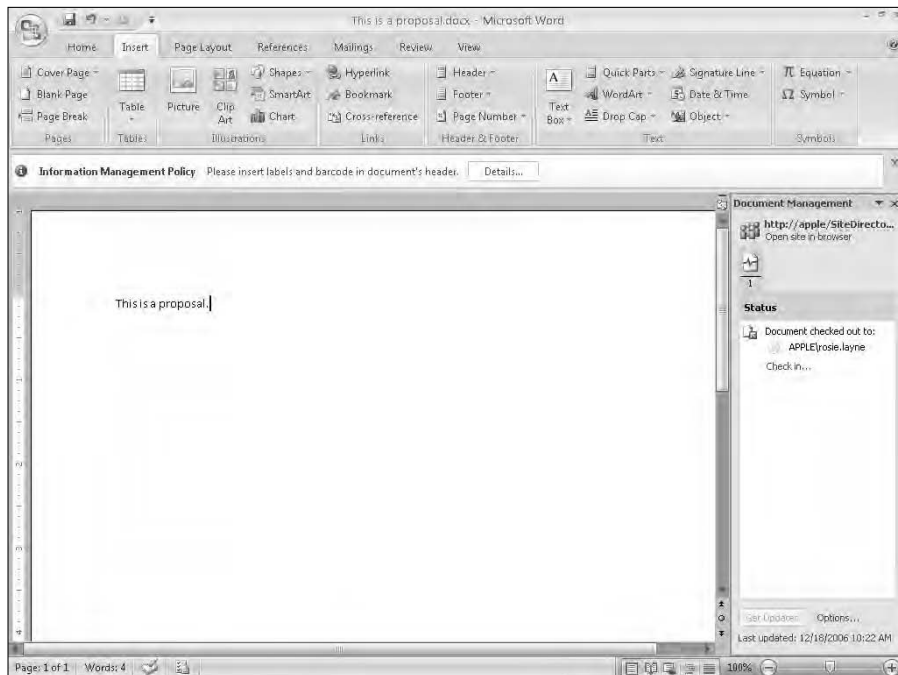 This is a proposal.docx - Microsoft Word
Home Insert Page Layout References Mailings Review View
Cover Page Shapes Hyperlink Header Quick Parts Signature Line Equation
Blank Page SmartArt Bookmark Footer WordArt Date & Time Symbol
Page Break Table Picture Clip Art Chart Cross-reference Page Number Text Box Drop Cap Object
Pages Tables Illustrations Links Header & Footer Text Symbols
Information Management Policy Please insert labels and barcode in document's header. Details...
Document Management
http://apple/SiteDirecto...
Open site in browser
1
Status
Document checked out to:
APPLE\rosie.layne
Check in...
This is a proposal.
Get Updates Options...
Last updated: 12/18/2006 10:22 AM
Page: 1 of 1 Words: 4 100%